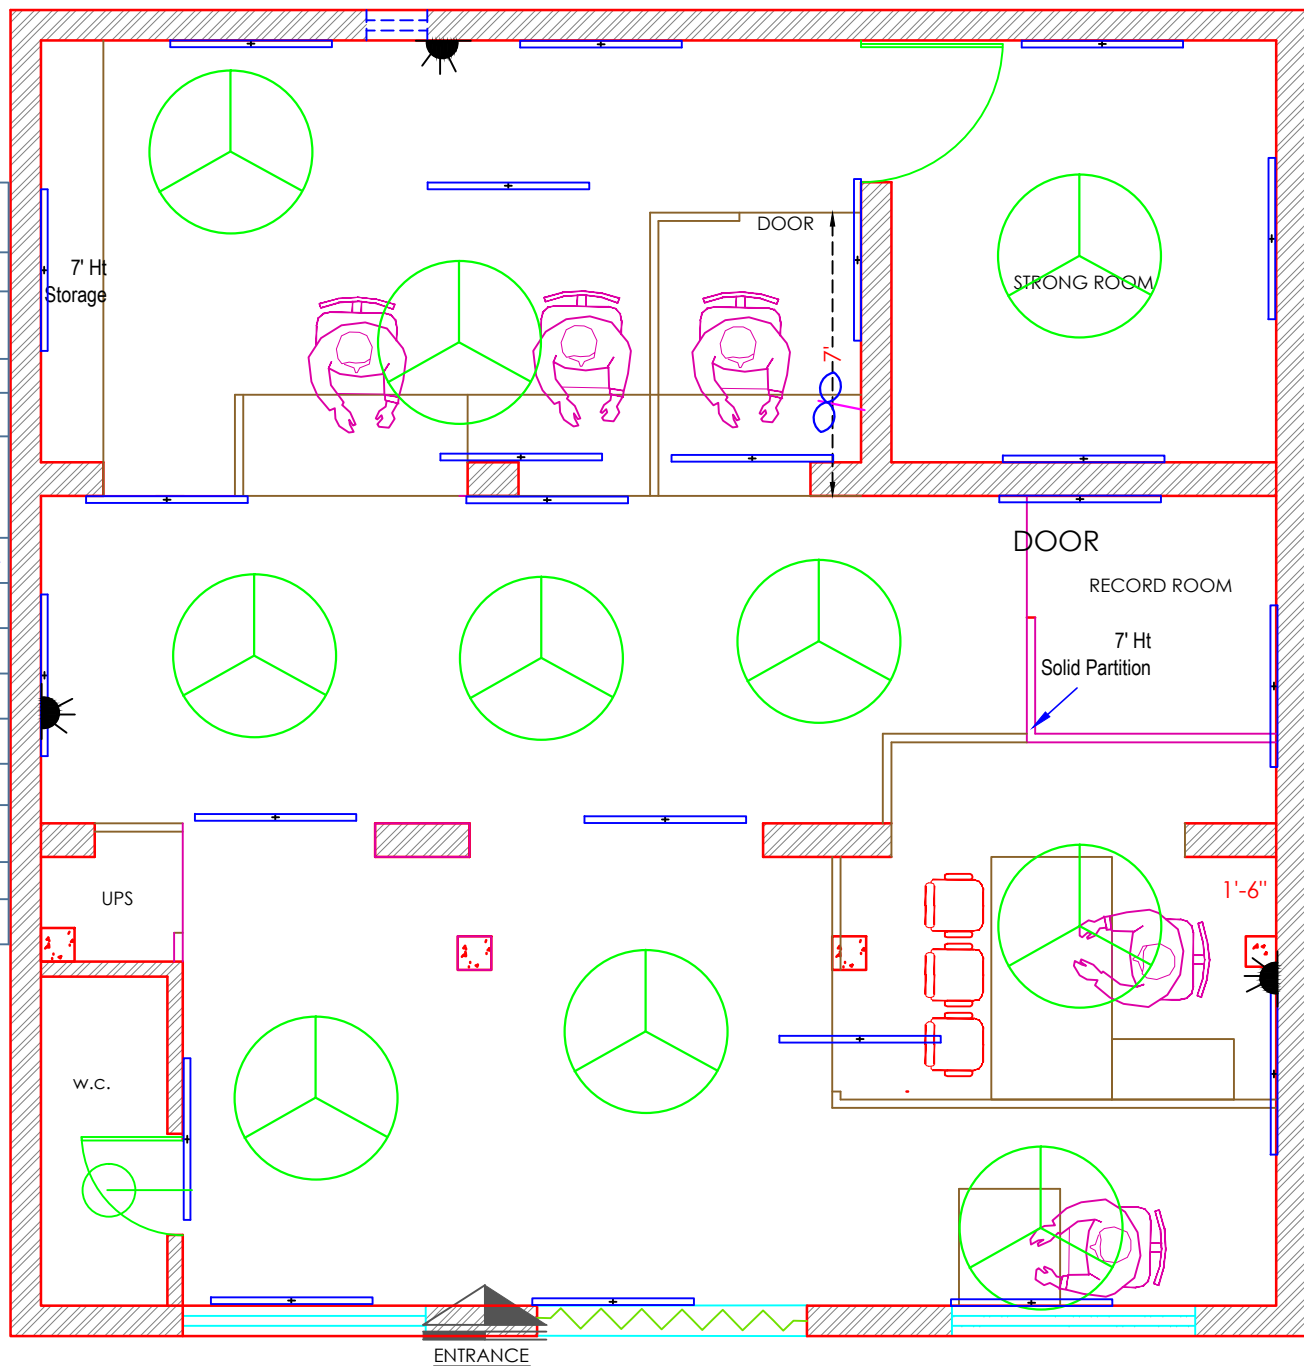 DOOR
7' Ht
Storage
STRONG ROOM
7'
DOOR
RECORD ROOM
7' Ht
Solid Partition
UPS
1'-6"
W.C.
ENTRANCE